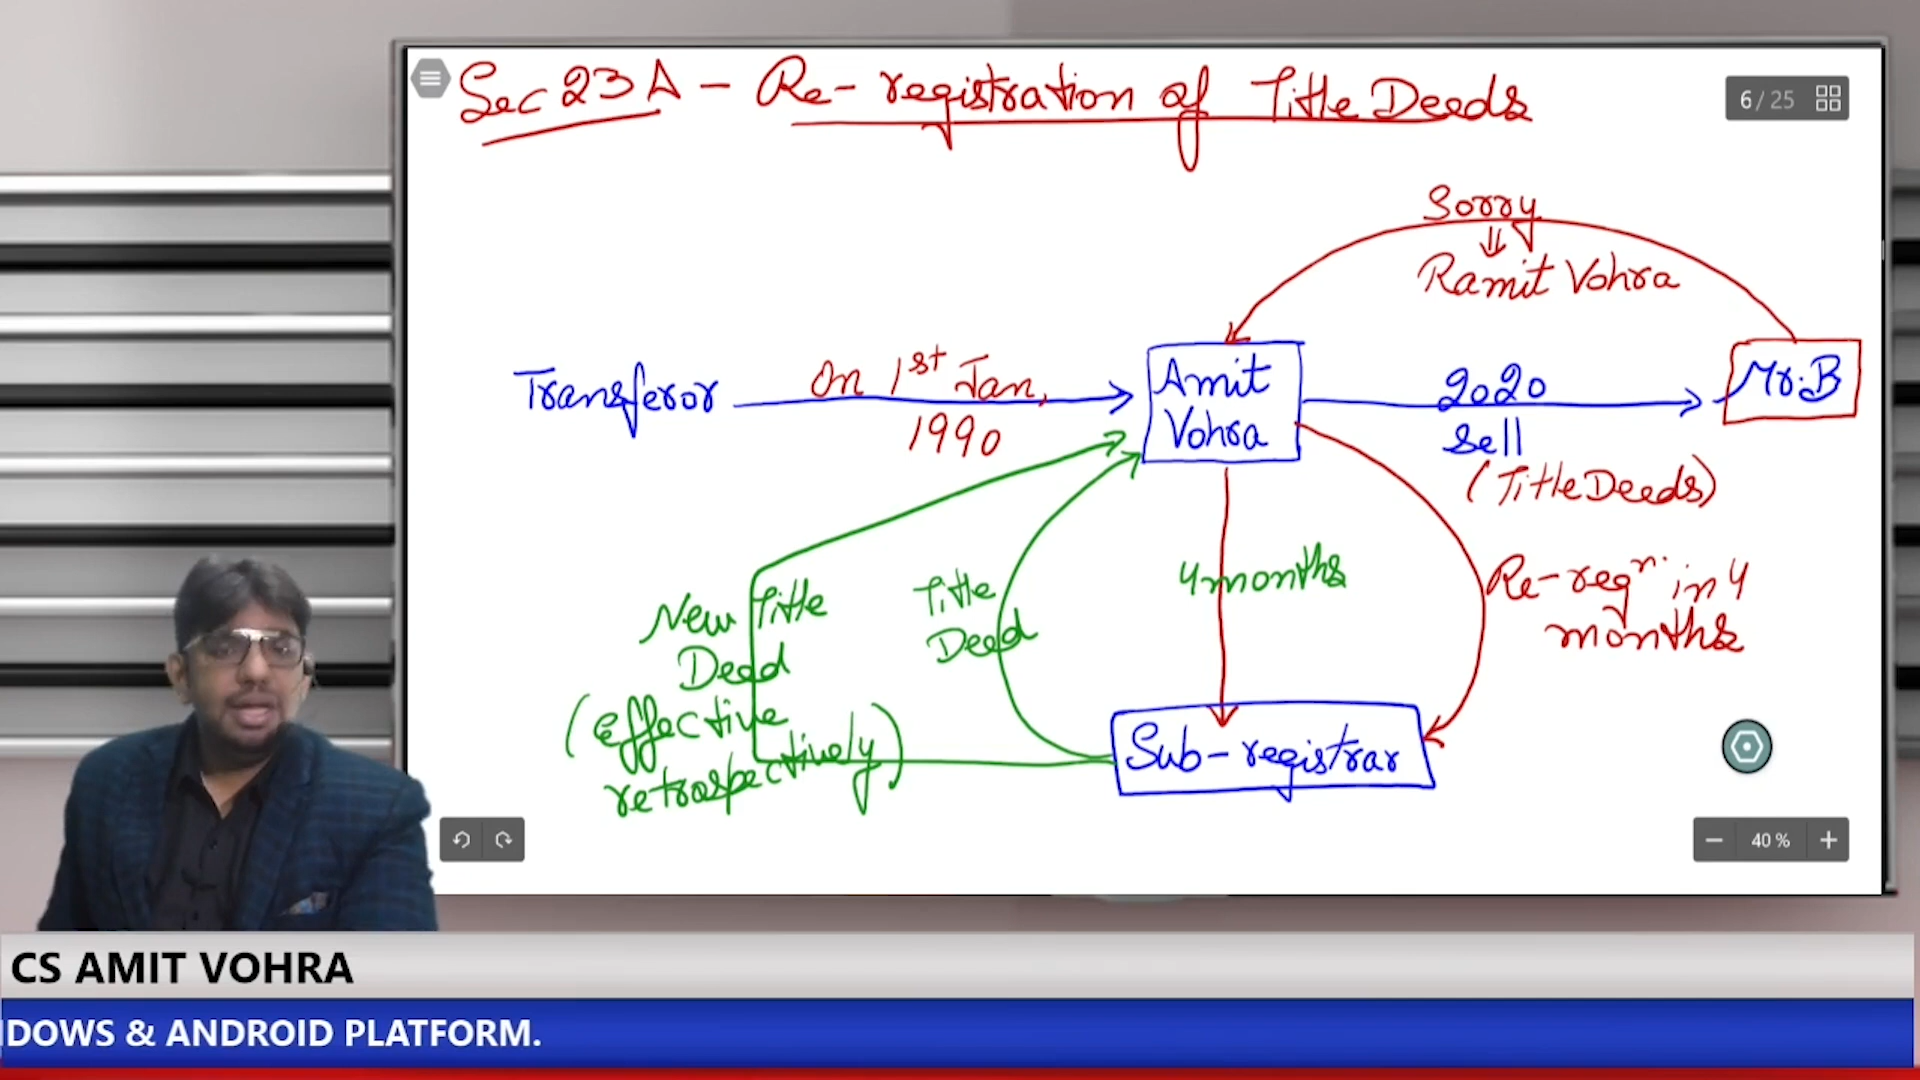 Sec 23A - Re-registration of Title Deeds
6 / 25
Sorry
⇓
Ramit Vohra
Transferor
On 1st Jan,
1990
Amit
Vohra
2020
Sell
(Title Deeds)
Mr. B
4 months
Re-regn. in 4
months
Title
Deed
New Title
Deed
(effective
retrospectively)
Sub-registrar
40 %
CS AMIT VOHRA
NDOWS & ANDROID PLATFORM.